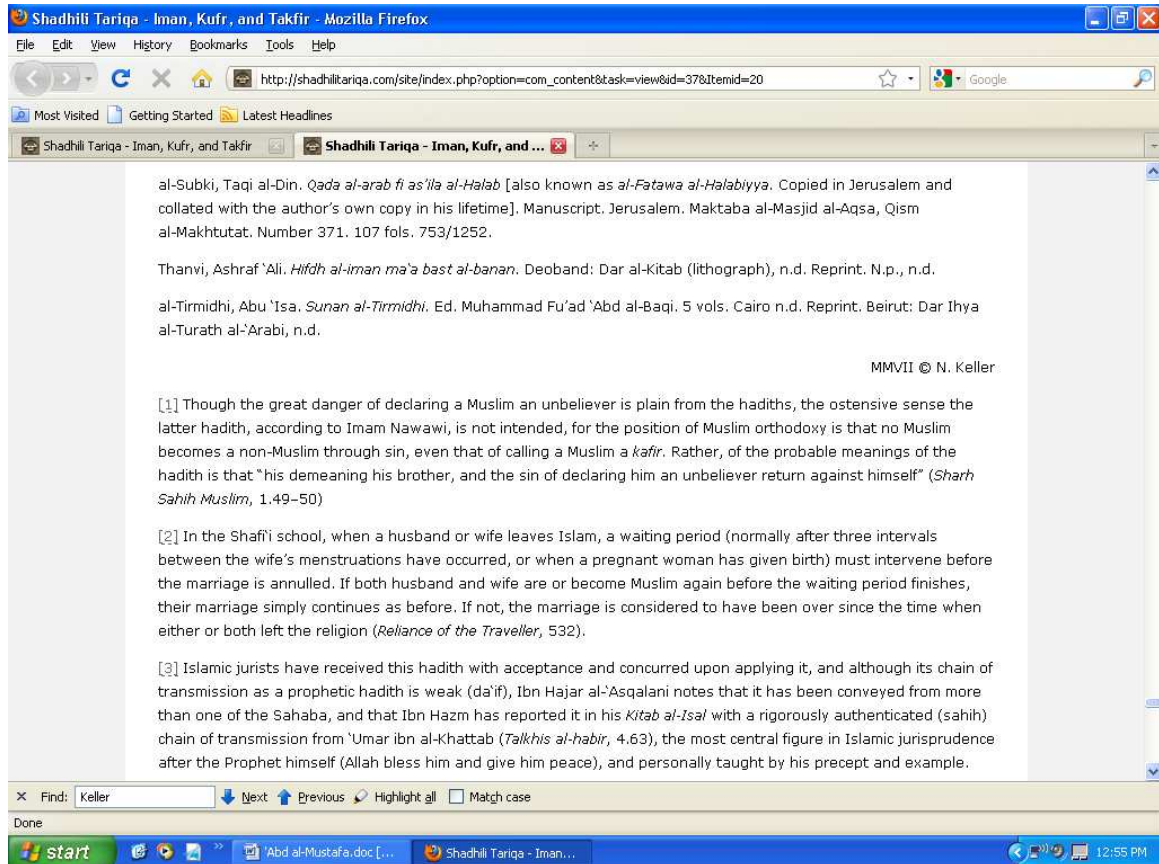 Shadhili Tariqa - Iman, Kufr, and Takfir - Mozilla Firefox
File Edit View History Bookmarks Tools Help
http://shadhilitariqa.com/site/index.php?option=com_content&task=view&id=37&Itemid=20
Google
Most Visited Getting Started Latest Headlines
Shadhili Tariqa - Iman, Kufr, and Takfir
Shadhili Tariqa - Iman, Kufr, and ...
al-Subki, Taqi al-Din. Qada al-arab fi as'ila al-Halab [also known as al-Fatawa al-Halabiyya. Copied in Jerusalem and
collated with the author's own copy in his lifetime]. Manuscript. Jerusalem. Maktaba al-Masjid al-Aqsa, Qism
al-Makhtutat. Number 371. 107 fols. 753/1252.
Thanvi, Ashraf ‘Ali. Hifdh al-iman ma‘a bast al-banan. Deoband: Dar al-Kitab (lithograph), n.d. Reprint. N.p., n.d.
al-Tirmidhi, Abu ‘Isa. Sunan al-Tirmidhi. Ed. Muhammad Fu'ad ‘Abd al-Baqi. 5 vols. Cairo n.d. Reprint. Beirut: Dar Ihya
al-Turath al-‘Arabi, n.d.
MMVII © N. Keller
[1] Though the great danger of declaring a Muslim an unbeliever is plain from the hadiths, the ostensive sense the
latter hadith, according to Imam Nawawi, is not intended, for the position of Muslim orthodoxy is that no Muslim
becomes a non-Muslim through sin, even that of calling a Muslim a kafir. Rather, of the probable meanings of the
hadith is that “his demeaning his brother, and the sin of declaring him an unbeliever return against himself” (Sharh
Sahih Muslim, 1.49–50)
[2] In the Shafi‘i school, when a husband or wife leaves Islam, a waiting period (normally after three intervals
between the wife's menstruations have occurred, or when a pregnant woman has given birth) must intervene before
the marriage is annulled. If both husband and wife are or become Muslim again before the waiting period finishes,
their marriage simply continues as before. If not, the marriage is considered to have been over since the time when
either or both left the religion (Reliance of the Traveller, 532).
[3] Islamic jurists have received this hadith with acceptance and concurred upon applying it, and although its chain of
transmission as a prophetic hadith is weak (da‘if), Ibn Hajar al-‘Asqalani notes that it has been conveyed from more
than one of the Sahaba, and that Ibn Hazm has reported it in his Kitab al-Isal with a rigorously authenticated (sahih)
chain of transmission from ‘Umar ibn al-Khattab (Talkhis al-habir, 4.63), the most central figure in Islamic jurisprudence
after the Prophet himself (Allah bless him and give him peace), and personally taught by his precept and example.
Find: Keller Next Previous Highlight all Match case
Done
start 'Abd al-Mustafa.doc [... Shadhili Tariqa - Iman... 12:55 PM